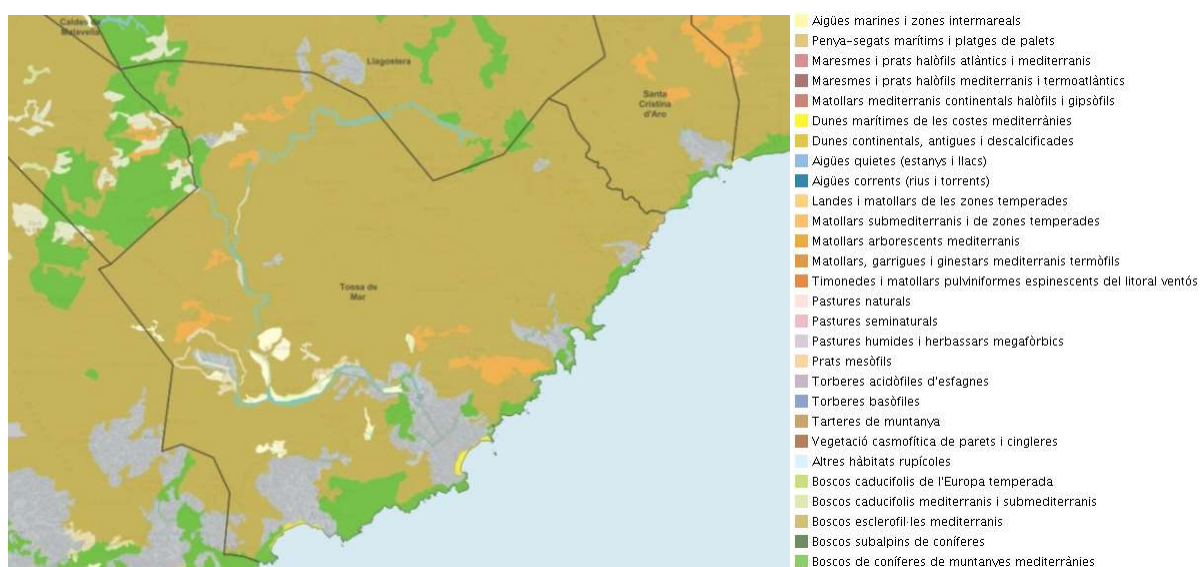 Caldes de
Malavella
Llagostera
Santa
Cristina
d'Aro
Tossa de
Mar
Aigües marines i zones intermareals
Penya-segats marítims i platges de palets
Maresmes i prats halòfils atlàntics i mediterranis
Maresmes i prats halòfils mediterranis i termoatlàntics
Matollars mediterranis continentals halòfils i gipsòfils
Dunes marítimes de les costes mediterrànies
Dunes continentals, antigues i descalcificades
Aigües quietes (estanys i llacs)
Aigües corrents (rius i torrents)
Landes i matollars de les zones temperades
Matollars submediterranis i de zones temperades
Matollars arborescents mediterranis
Matollars, garrigues i ginestars mediterranis termòfils
Timonedes i matollars pulviniformes espinescents del litoral ventós
Pastures naturals
Pastures seminaturals
Pastures humides i herbassars megafòrbics
Prats mesòfils
Torberes acidòfiles d'esfagnes
Torberes basòfiles
Tarteres de muntanya
Vegetació casmofítica de parets i cingleres
Altres hàbitats rupícoles
Boscos caducifolis de l'Europa temperada
Boscos caducifolis mediterranis i submediterranis
Boscos esclerofil·les mediterranis
Boscos subalpins de coníferes
Boscos de coníferes de muntanyes mediterrànies